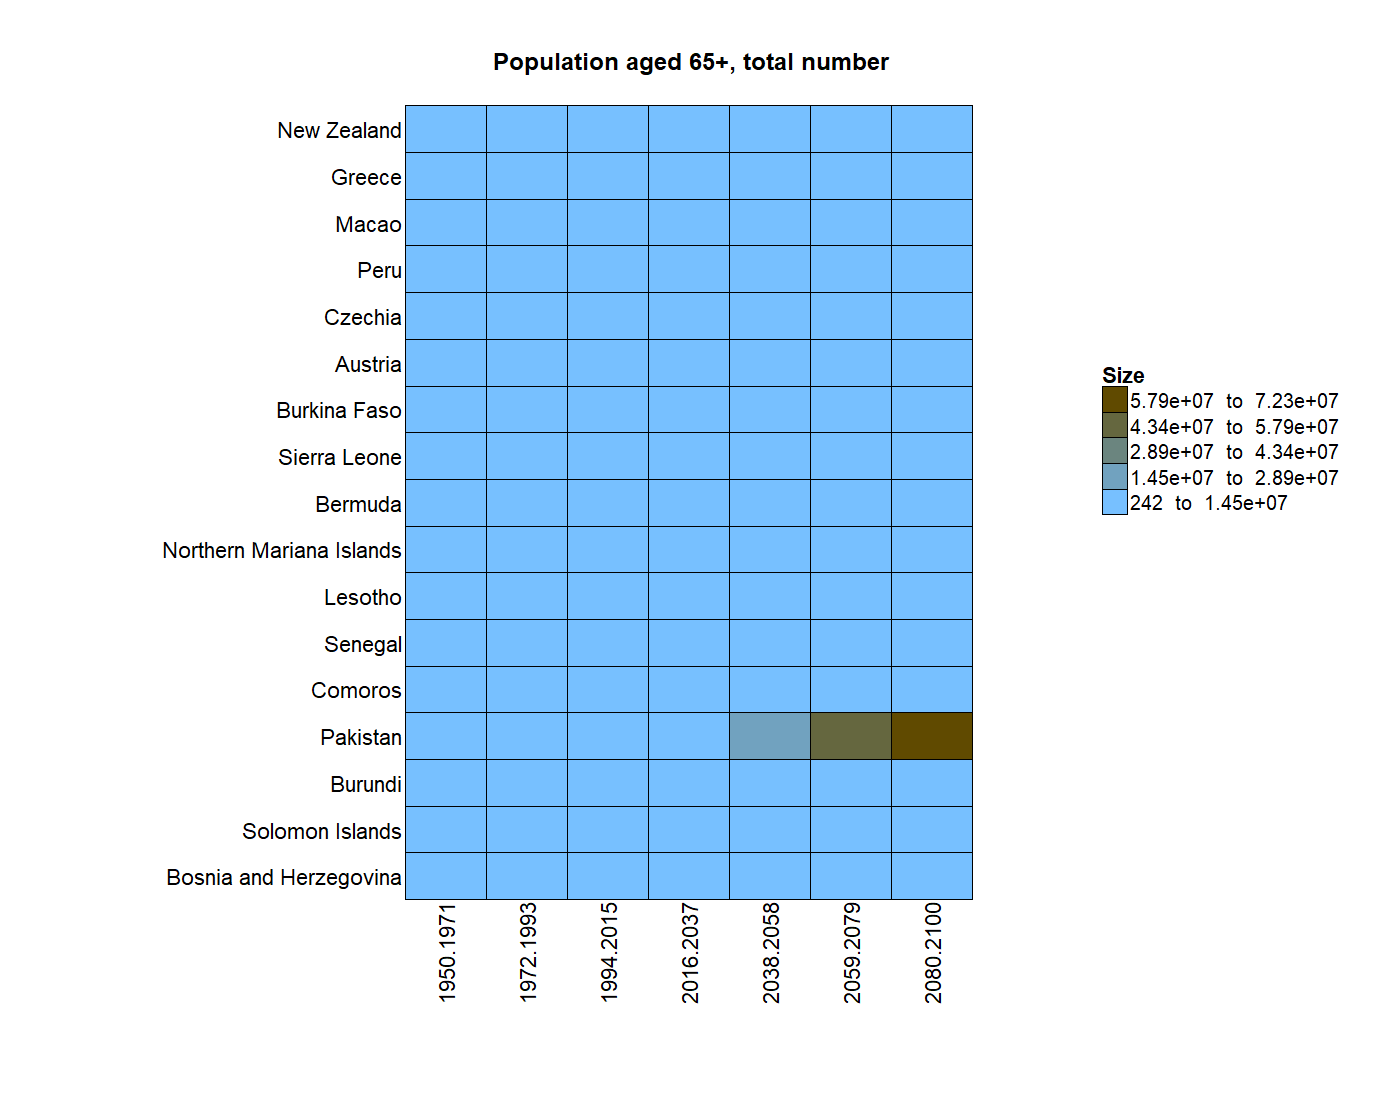 Population aged 65+, total number
New Zealand
Greece
Macao
Peru
Czechia
Austria
Burkina Faso
Sierra Leone
Bermuda
Northern Mariana Islands
Lesotho
Senegal
Comoros
Pakistan
Burundi
Solomon Islands
Bosnia and Herzegovina
1950.1971
1972.1993
1994.2015
2016.2037
2038.2058
2059.2079
2080.2100
Size
5.79e+07 to 7.23e+07
4.34e+07 to 5.79e+07
2.89e+07 to 4.34e+07
1.45e+07 to 2.89e+07
242 to 1.45e+07